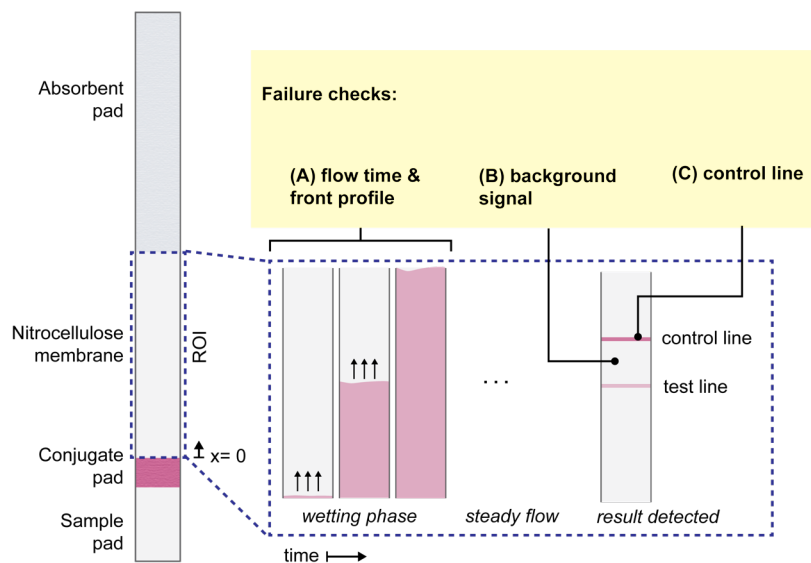 Absorbent
pad
Nitrocellulose
membrane
Conjugate
pad
Sample
pad
ROI
x= 0
Failure checks:
(A) flow time &
front profile
(B) background
signal
(C) control line
control line
test line
...
wetting phase
steady flow
result detected
time